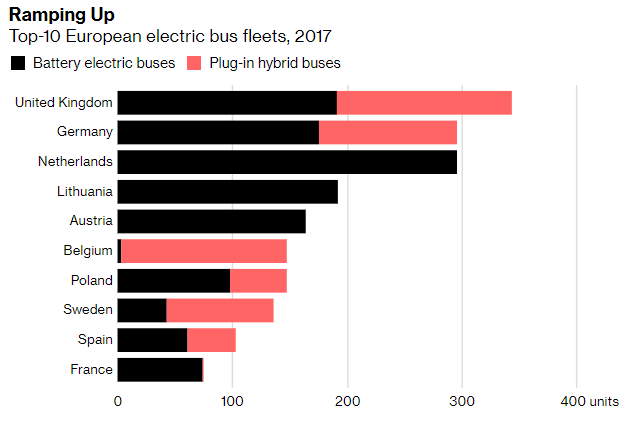 Ramping Up
Top-10 European electric bus fleets, 2017
Battery electric buses Plug-in hybrid buses
United Kingdom
Germany
Netherlands
Lithuania
Austria
Belgium
Poland
Sweden
Spain
France
0 100 200 300 400 units